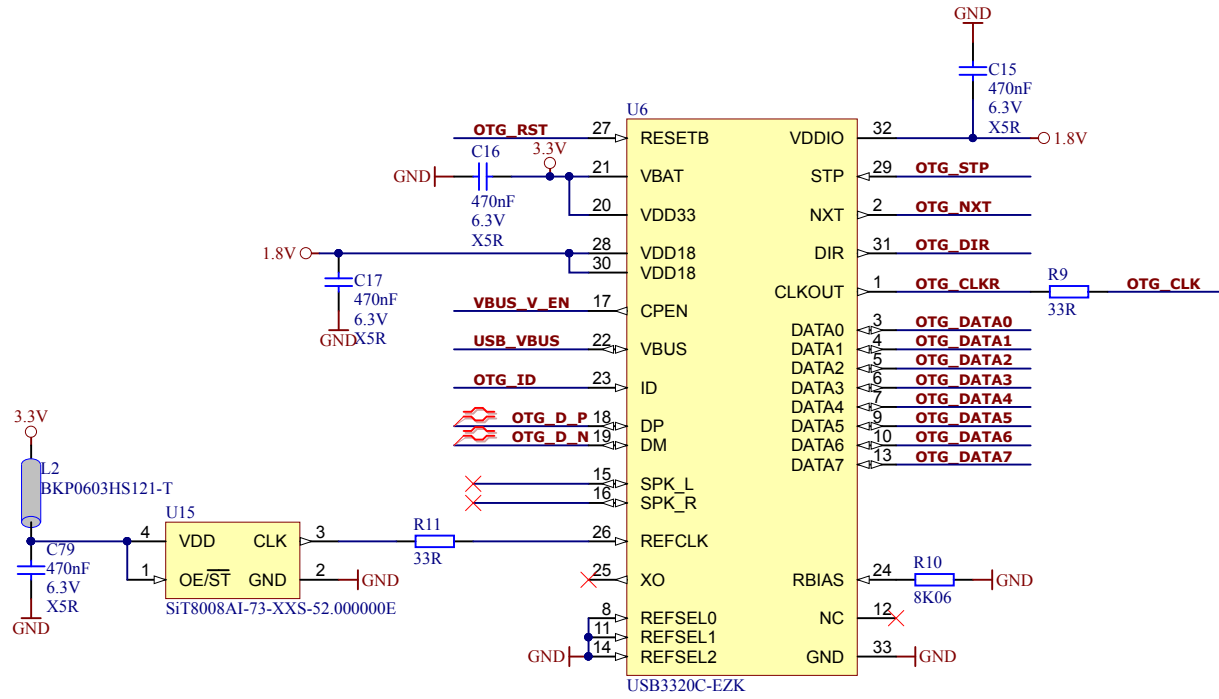 GND
C15
470nF
6.3V
X5R
1.8V
U6
OTG_RST
27
RESETB
VDDIO
32
C16
3.3V
GND
470nF
6.3V
X5R
21
VBAT
STP
29
OTG_STP
20
VDD33
NXT
2
OTG_NXT
1.8V
28
VDD18
DIR
31
OTG_DIR
30
VDD18
C17
470nF
6.3V
X5R
GND
CLKOUT
1
OTG_CLKR
R9
33R
OTG_CLK
VBUS_V_EN
17
CPEN
DATA0
3
OTG_DATA0
USB_VBUS
22
VBUS
DATA1
4
OTG_DATA1
DATA2
5
OTG_DATA2
OTG_ID
23
ID
DATA3
6
OTG_DATA3
DATA4
7
OTG_DATA4
OTG_D_P
18
DP
DATA5
9
OTG_DATA5
OTG_D_N
19
DM
DATA6
10
OTG_DATA6
DATA7
13
OTG_DATA7
15
SPK_L
16
SPK_R
3.3V
L2
BKP0603HS121-T
U15
4
VDD
CLK
3
R11
33R
26
REFCLK
C79
470nF
6.3V
X5R
GND
1
OE/ST
GND
2
GND
SiT8008AI-73-XXS-52.000000E
25
XO
RBIAS
24
R10
8K06
GND
8
REFSEL0
NC
12
11
REFSEL1
GND
14
REFSEL2
GND
33
GND
USB3320C-EZK